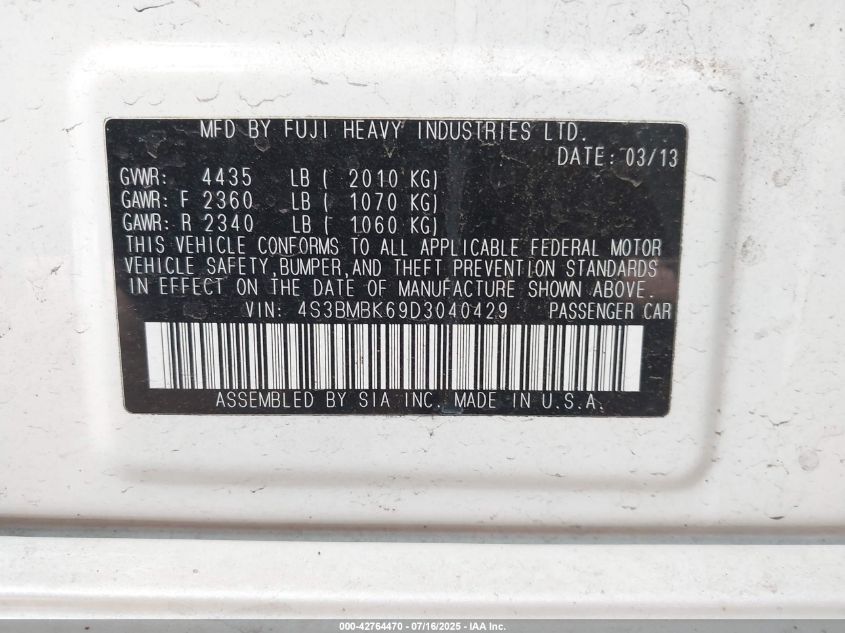 MFD BY FUJI HEAVY INDUSTRIES LTD.
DATE: 03/13
GVWR: 4435 LB ( 2010 KG)
GAWR: F 2360 LB ( 1070 KG)
GAWR: R 2340 LB ( 1060 KG)
THIS VEHICLE CONFORMS TO ALL APPLICABLE FEDERAL MOTOR
VEHICLE SAFETY,BUMPER,AND THEFT PREVENTION STANDARDS
IN EFFECT ON THE DATE OF MANUFACTURE SHOWN ABOVE.
VIN: 4S3BMBK69D3040429 PASSENGER CAR
ASSEMBLED BY SIA INC. MADE IN U.S.A.
000-42764470 - 07/16/2025 - IAA Inc.